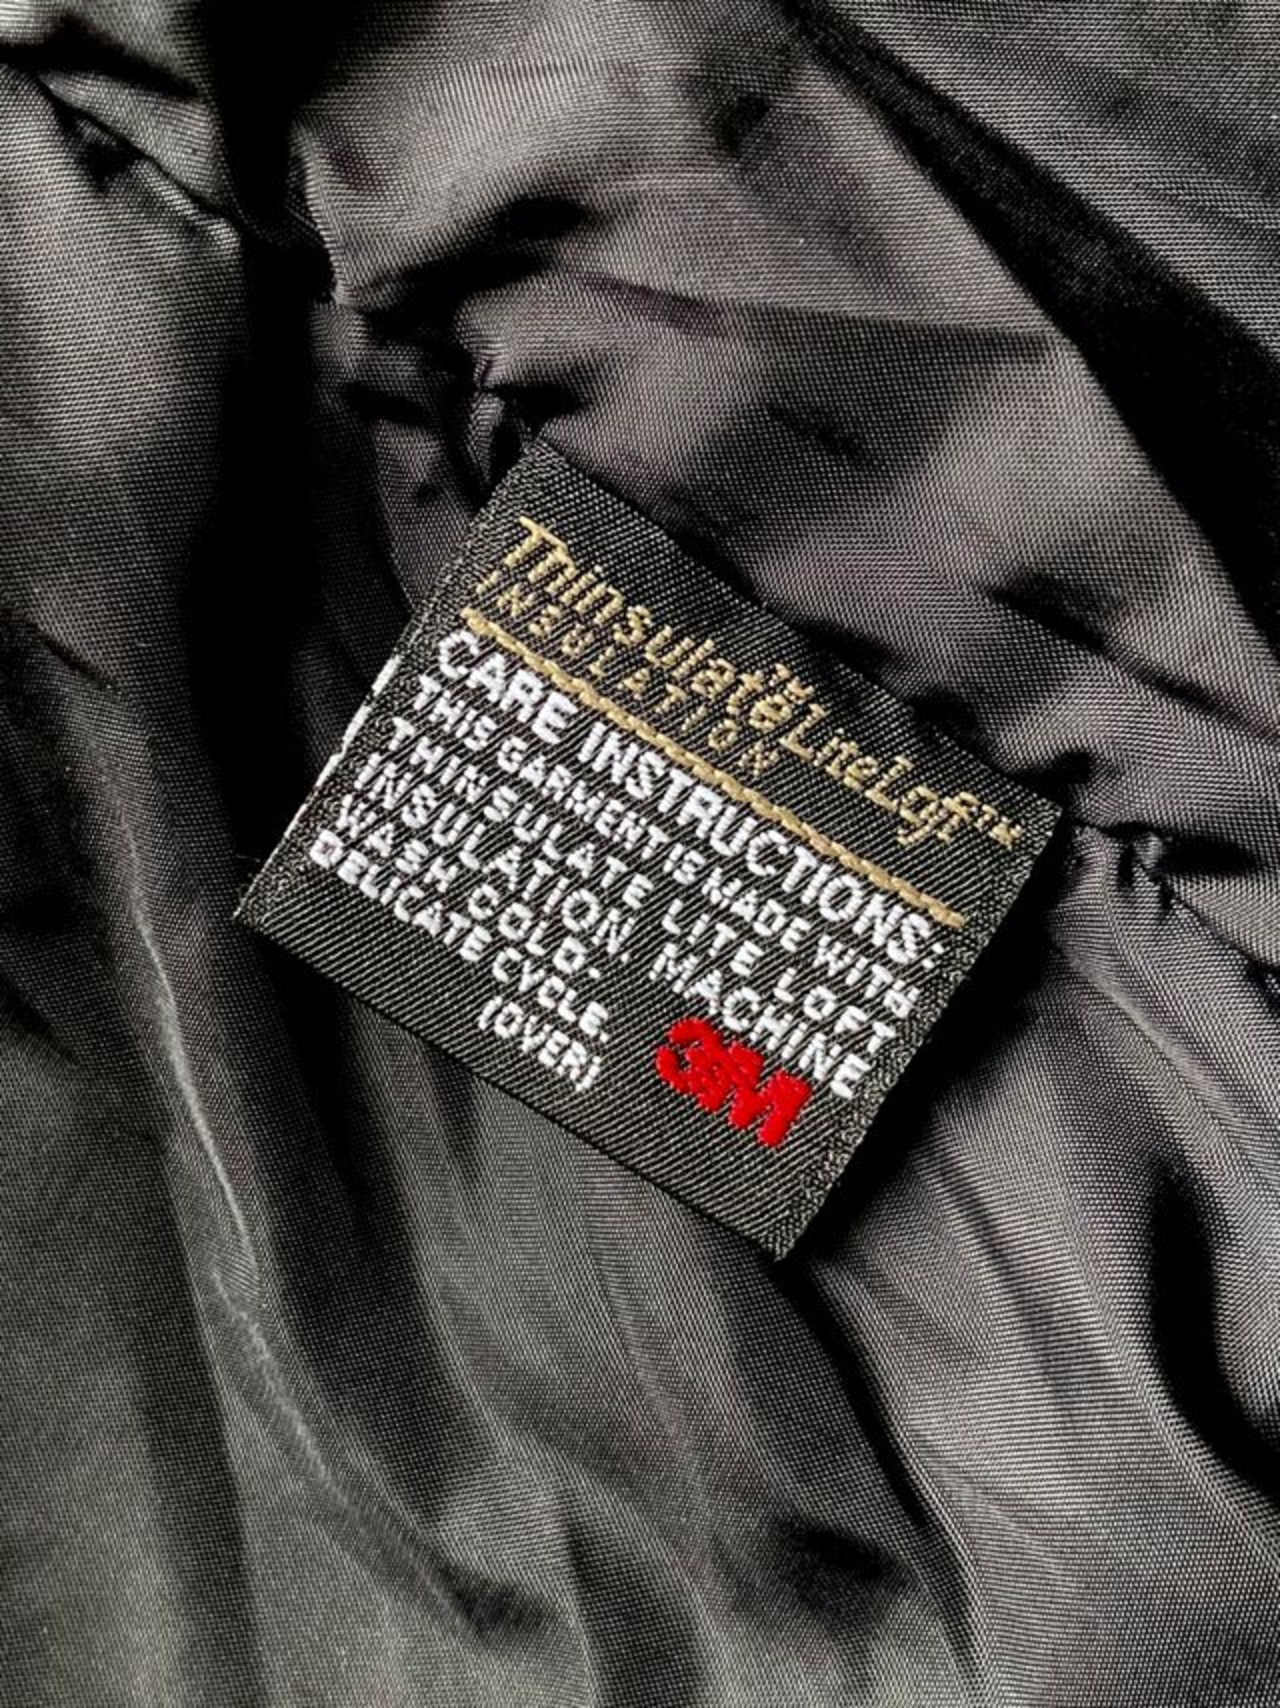 Thinsulate™ LiteLoft™
INSULATION
CARE INSTRUCTIONS:
THIS GARMENT IS MADE WITH
THINSULATE LITE LOFT
INSULATION. MACHINE
WASH COLD-
DELICATE CYCLE.
(OVER)
3M